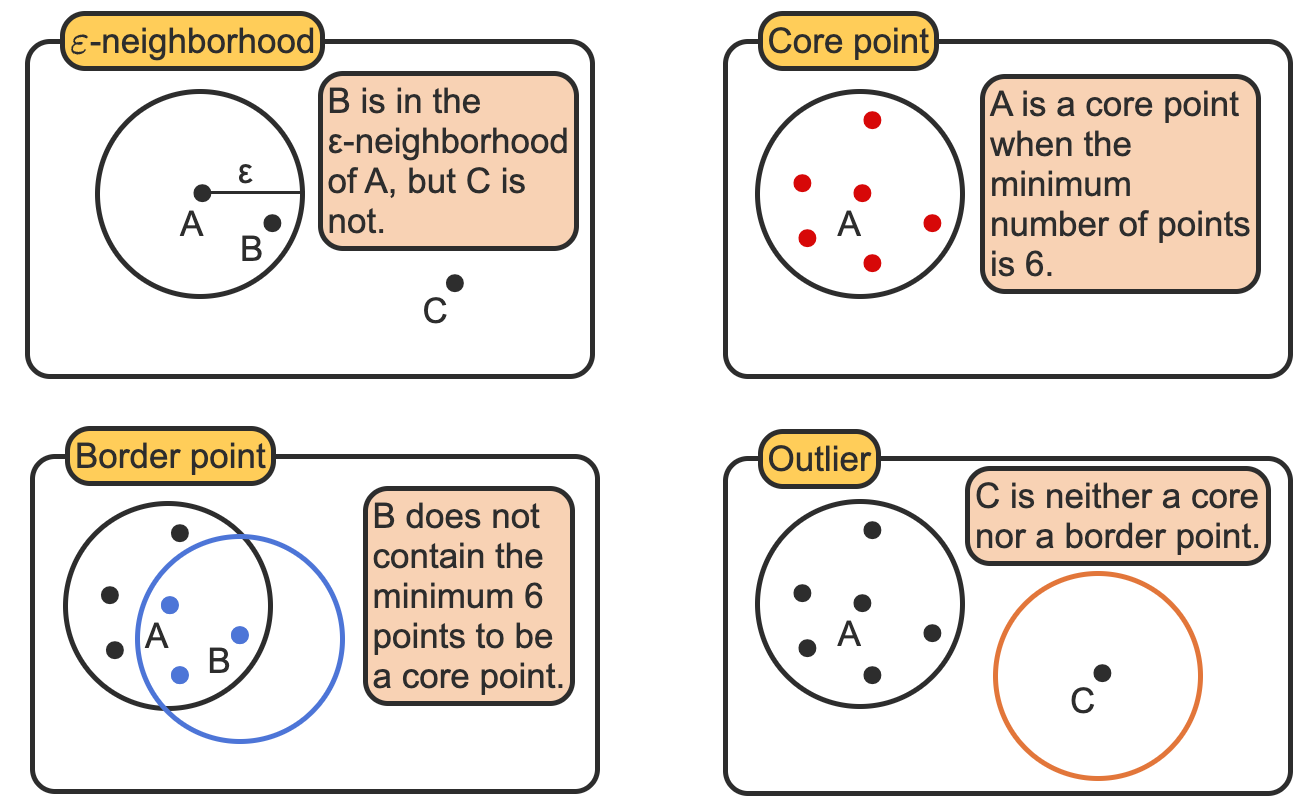 ε-neighborhood
B is in the
ε-neighborhood
of A, but C is
not.
ε
A
B
C
Core point
A is a core point
when the
minimum
number of points
is 6.
A
Border point
B does not
contain the
minimum 6
points to be
a core point.
A
B
Outlier
C is neither a core
nor a border point.
A
C